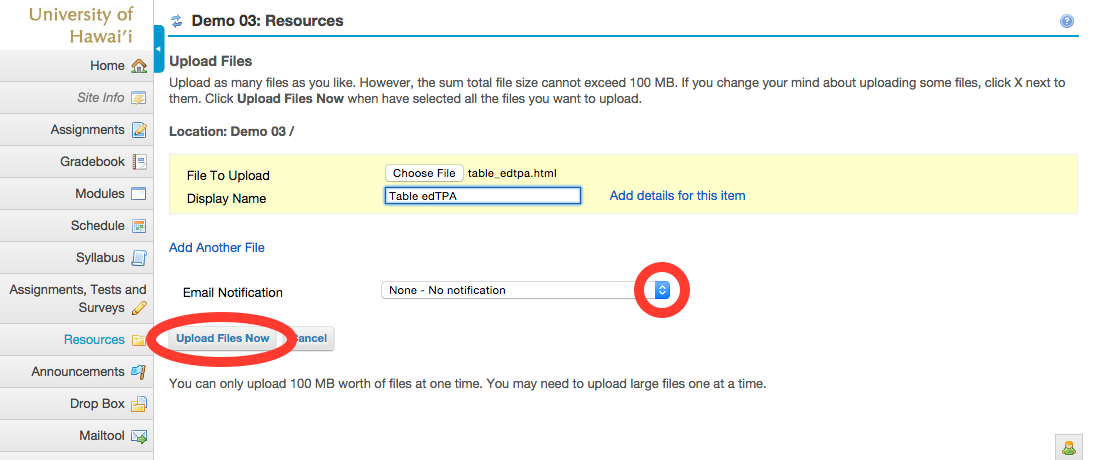 University of
Hawai‘i
Home
Site Info
Assignments
Gradebook
Modules
Schedule
Syllabus
Assignments, Tests and
Surveys
Resources
Announcements
Drop Box
Mailtool
Demo 03: Resources
?
Upload Files
Upload as many files as you like. However, the sum total file size cannot exceed 100 MB. If you change your mind about uploading some files, click X next to
them. Click Upload Files Now when have selected all the files you want to upload.
Location: Demo 03 /
File To Upload Choose File table_edtpa.html
Display Name Table edTPA Add details for this item
Add Another File
Email Notification None - No notification
Upload Files Now Cancel
You can only upload 100 MB worth of files at one time. You may need to upload large files one at a time.